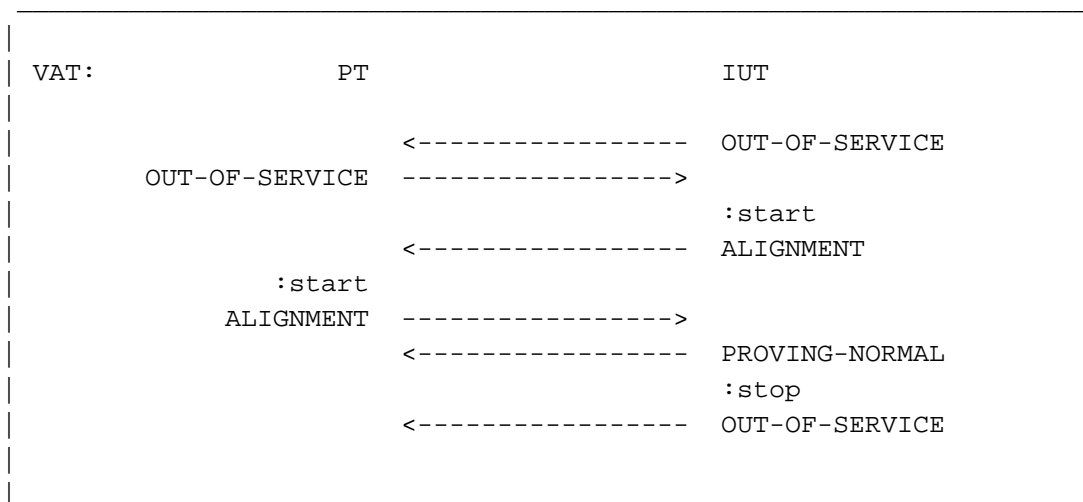 VAT: PT IUT
<----------------- OUT-OF-SERVICE
OUT-OF-SERVICE ----------------->
:start
<----------------- ALIGNMENT
:start
ALIGNMENT ----------------->
<----------------- PROVING-NORMAL
:stop
<----------------- OUT-OF-SERVICE